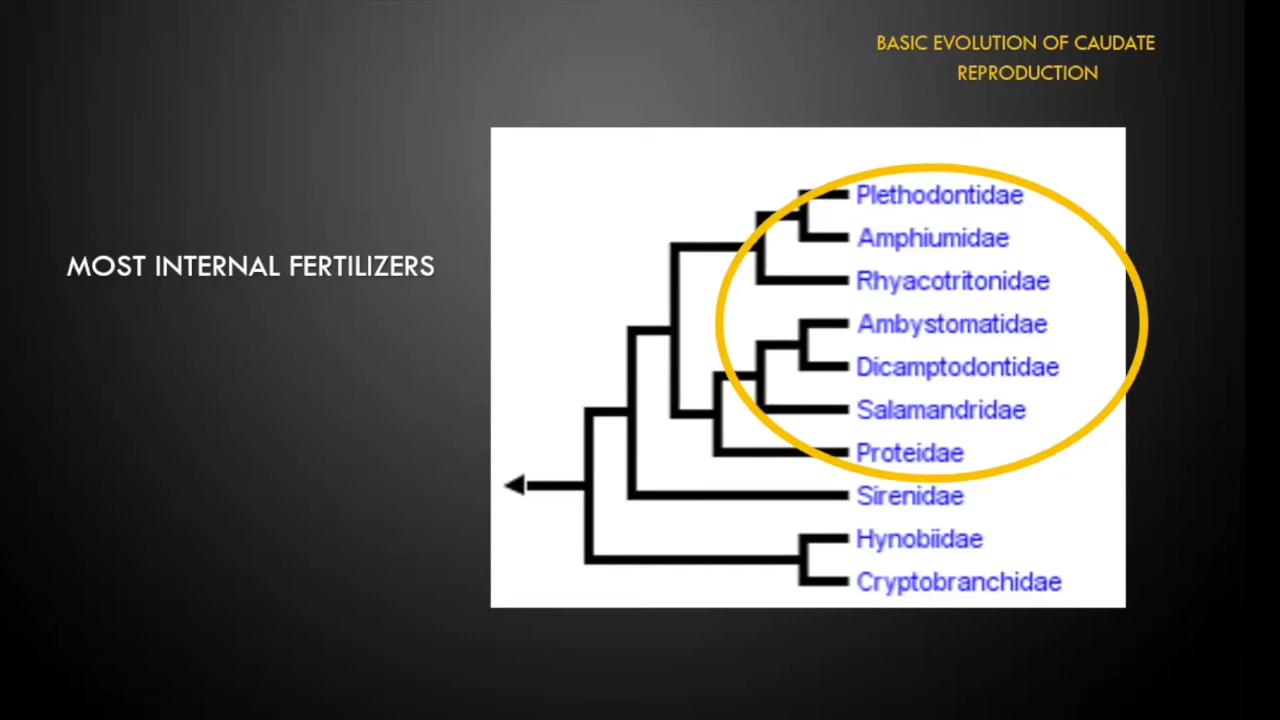 BASIC EVOLUTION OF CAUDATE
REPRODUCTION
MOST INTERNAL FERTILIZERS
Plethodontidae
Amphiumidae
Rhyacotritonidae
Ambystomatidae
Dicamptodontidae
Salamandridae
Proteidae
Sirenidae
Hynobiidae
Cryptobranchidae